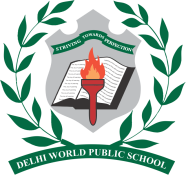 STRIVING TOWARDS PERFECTION
DELHI WORLD PUBLIC SCHOOL